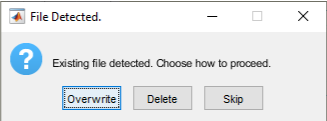 File Detected.
Existing file detected. Choose how to proceed.
Overwrite Delete Skip